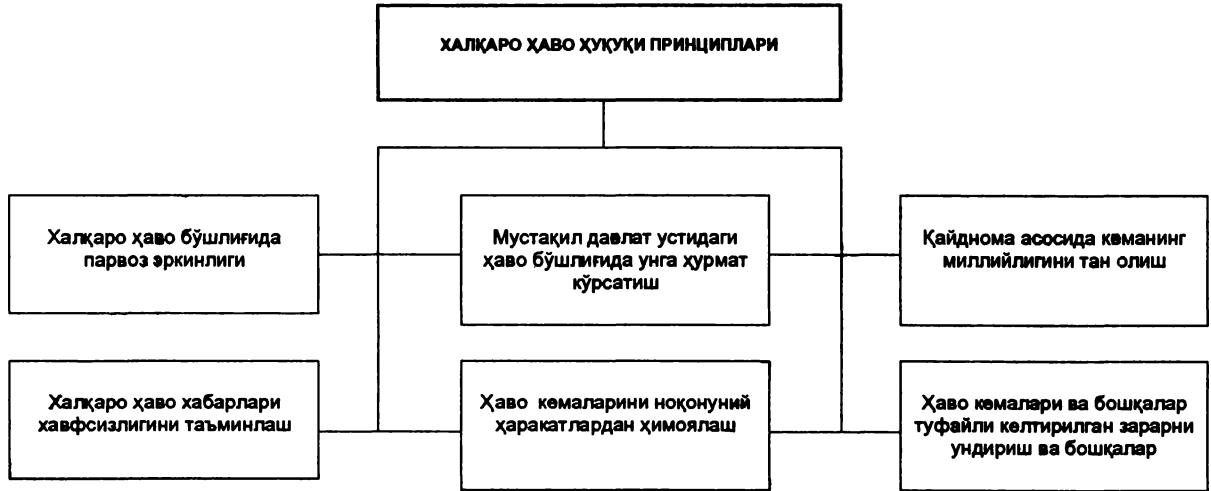 ХАЛҚАРО ҲАВО ҲУҚУҚИ ПРИНЦИПЛАРИ
Халқаро ҳаво бўшлиғида
парвоз эркинлиги
Мустақил давлат устидаги
ҳаво бўшлиғида унга ҳурмат
кўрсатиш
Қайднома асосида кеманинг
миллийлигини тан олиш
Халқаро ҳаво хабарлари
хавфсизлигини таъминлаш
Ҳаво кемаларини ноқонуний
ҳаракатлардан ҳимоялаш
Ҳаво кемалари ва бошқалар
туфайли келтирилган зарарни
ундириш ва бошқалар